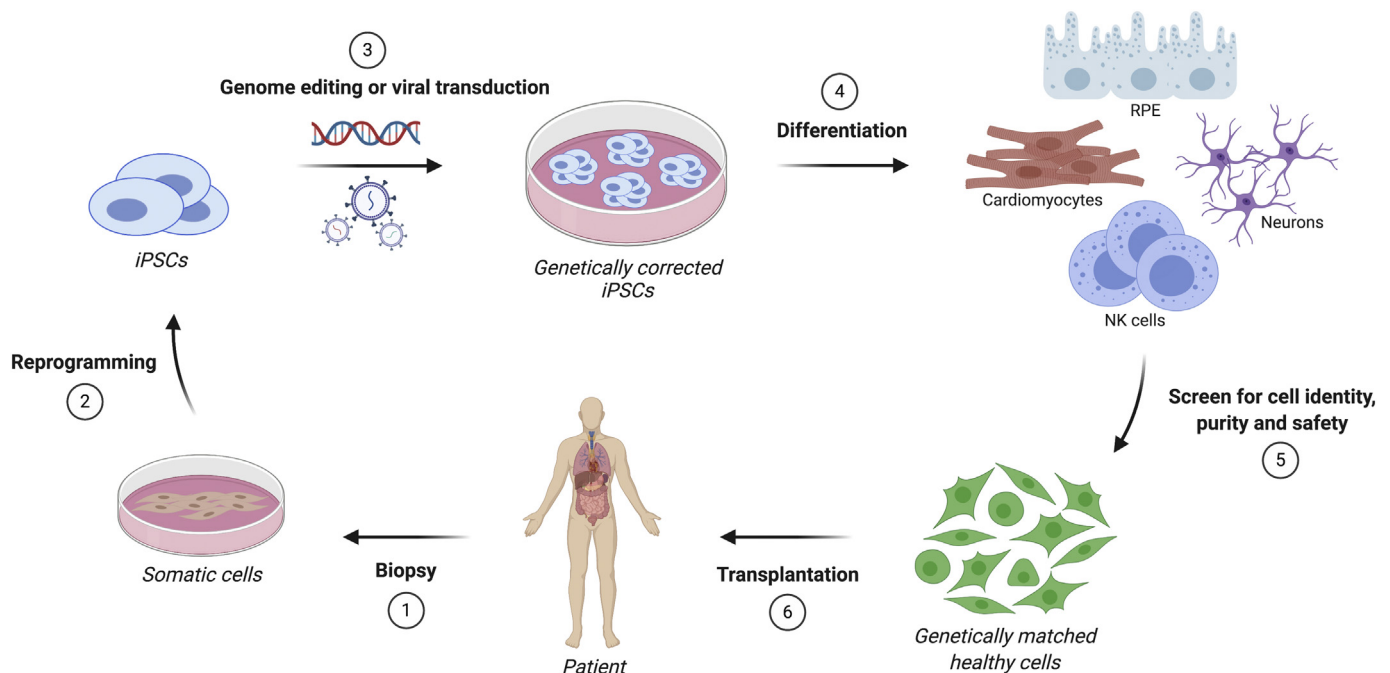 3
Genome editing or viral transduction
4
Differentiation
RPE
Cardiomyocytes
Neurons
NK cells
iPSCs
Genetically corrected
iPSCs
Reprogramming
2
Screen for cell identity,
purity and safety
5
Somatic cells
Biopsy
1
Patient
Transplantation
6
Genetically matched
healthy cells